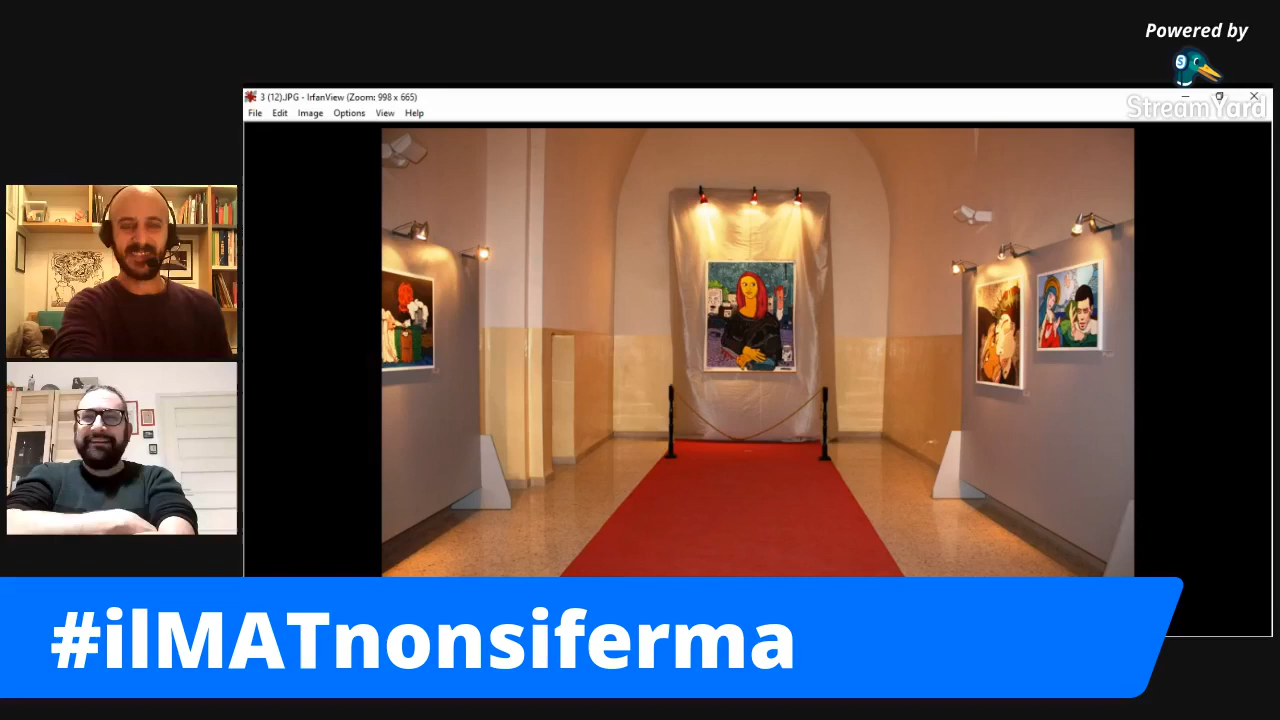 Powered by
S
StreamYard
3 (12).JPG - IrfanView (Zoom: 998 x 665)
File Edit Image Options View Help
#ilMATnonsiferma